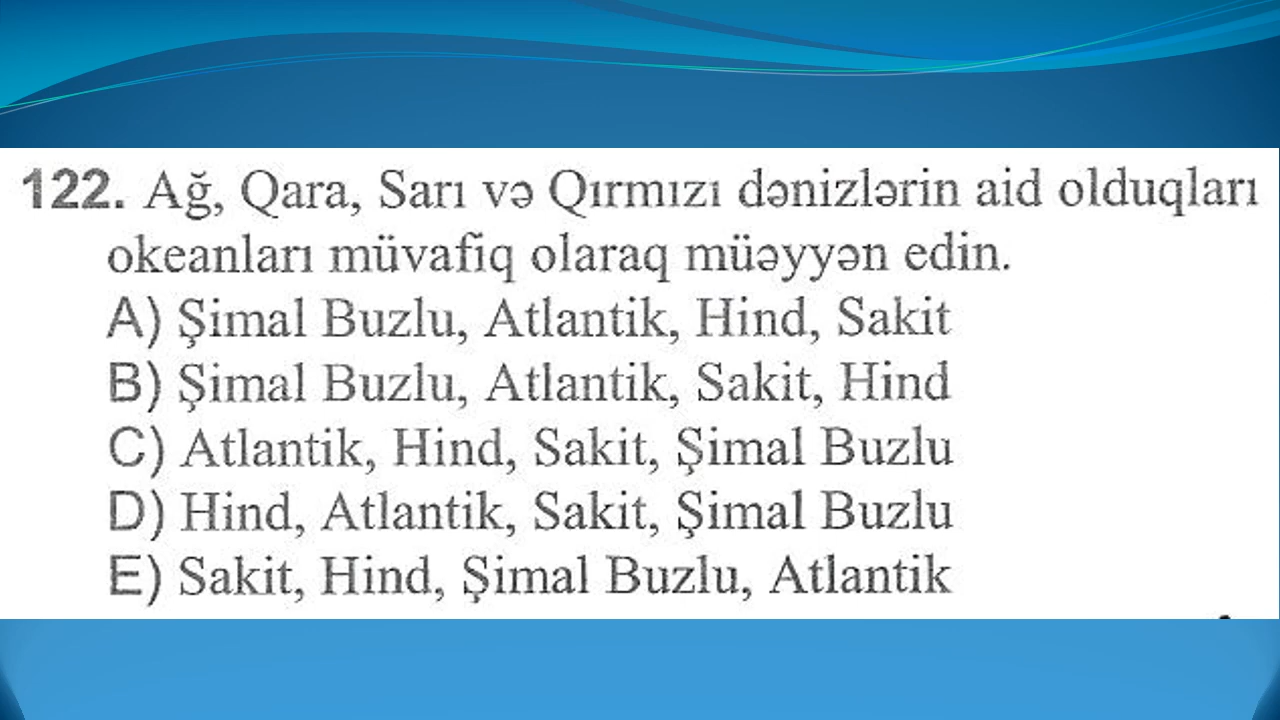 122. Ağ, Qara, Sarı və Qırmızı dənizlərin aid olduqları
okeanları müvafiq olaraq müəyyən edin.
A) Şimal Buzlu, Atlantik, Hind, Sakit
B) Şimal Buzlu, Atlantik, Sakit, Hind
C) Atlantik, Hind, Sakit, Şimal Buzlu
D) Hind, Atlantik, Sakit, Şimal Buzlu
E) Sakit, Hind, Şimal Buzlu, Atlantik